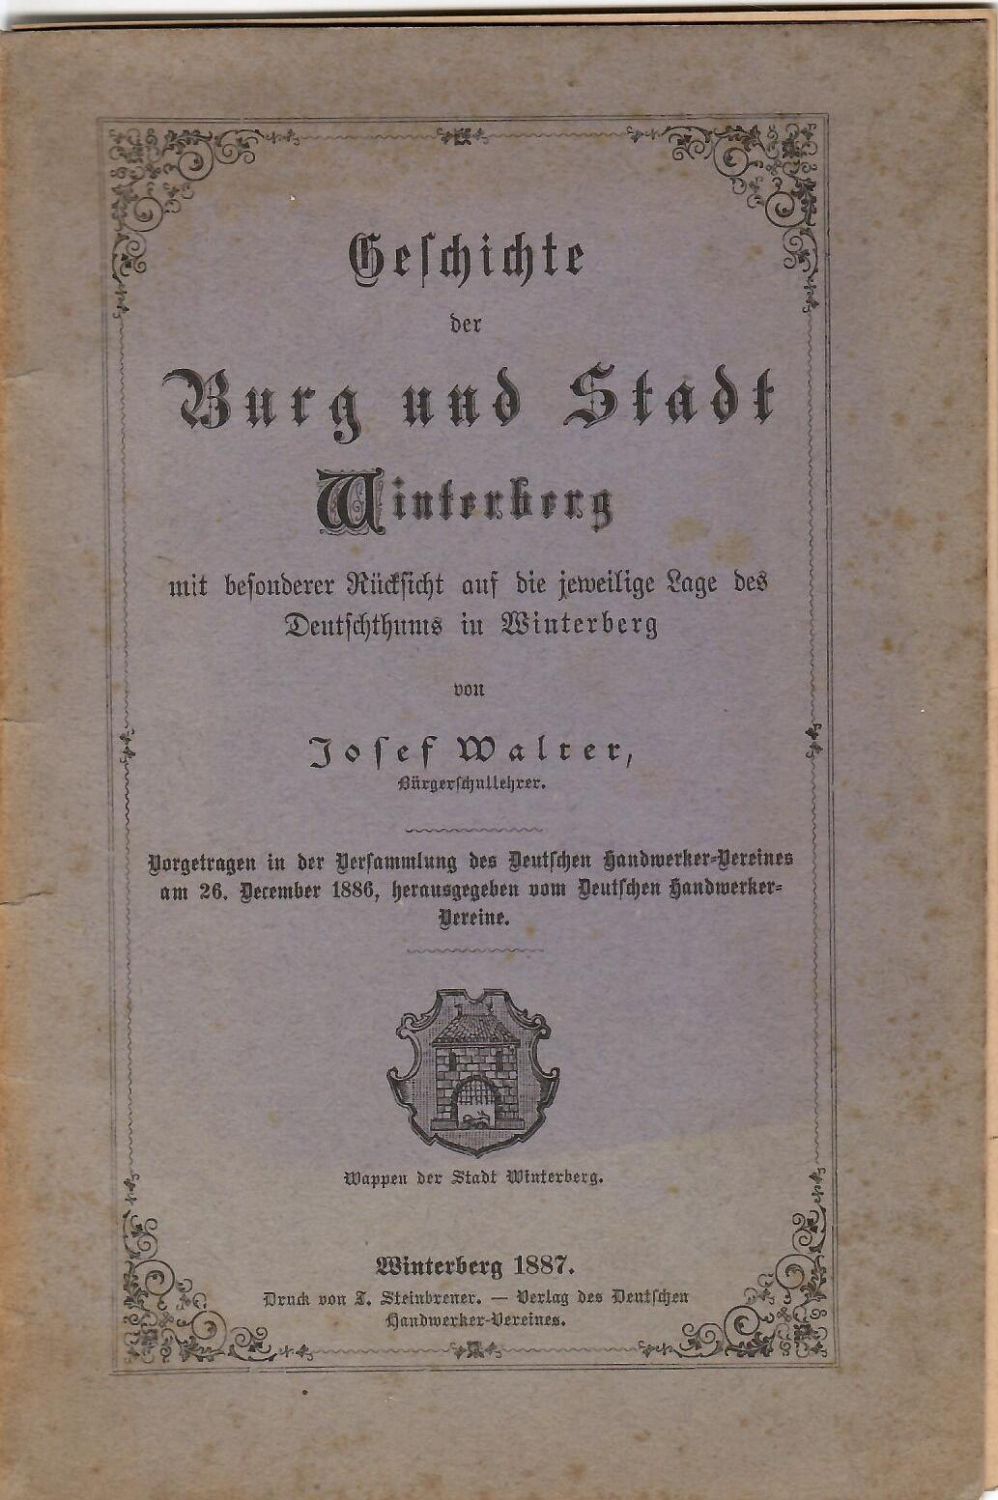 Geſchichte
der
Burg und Stadt
Winterberg
mit beſonderer Rückſicht auf die jeweilige Lage des
Deutſchthums in Winterberg
von
Joſef Walter,
Bürgerſchullehrer.
Vorgetragen in der Verſammlung des Deutſchen Handwerker-Vereines
am 26. December 1886, herausgegeben vom Deutſchen Handwerker-
Vereine.
Wappen der Stadt Winterberg.
Winterberg 1887.
Druck von J. Steinbrener. — Verlag des Deutſchen
Handwerker-Vereines.